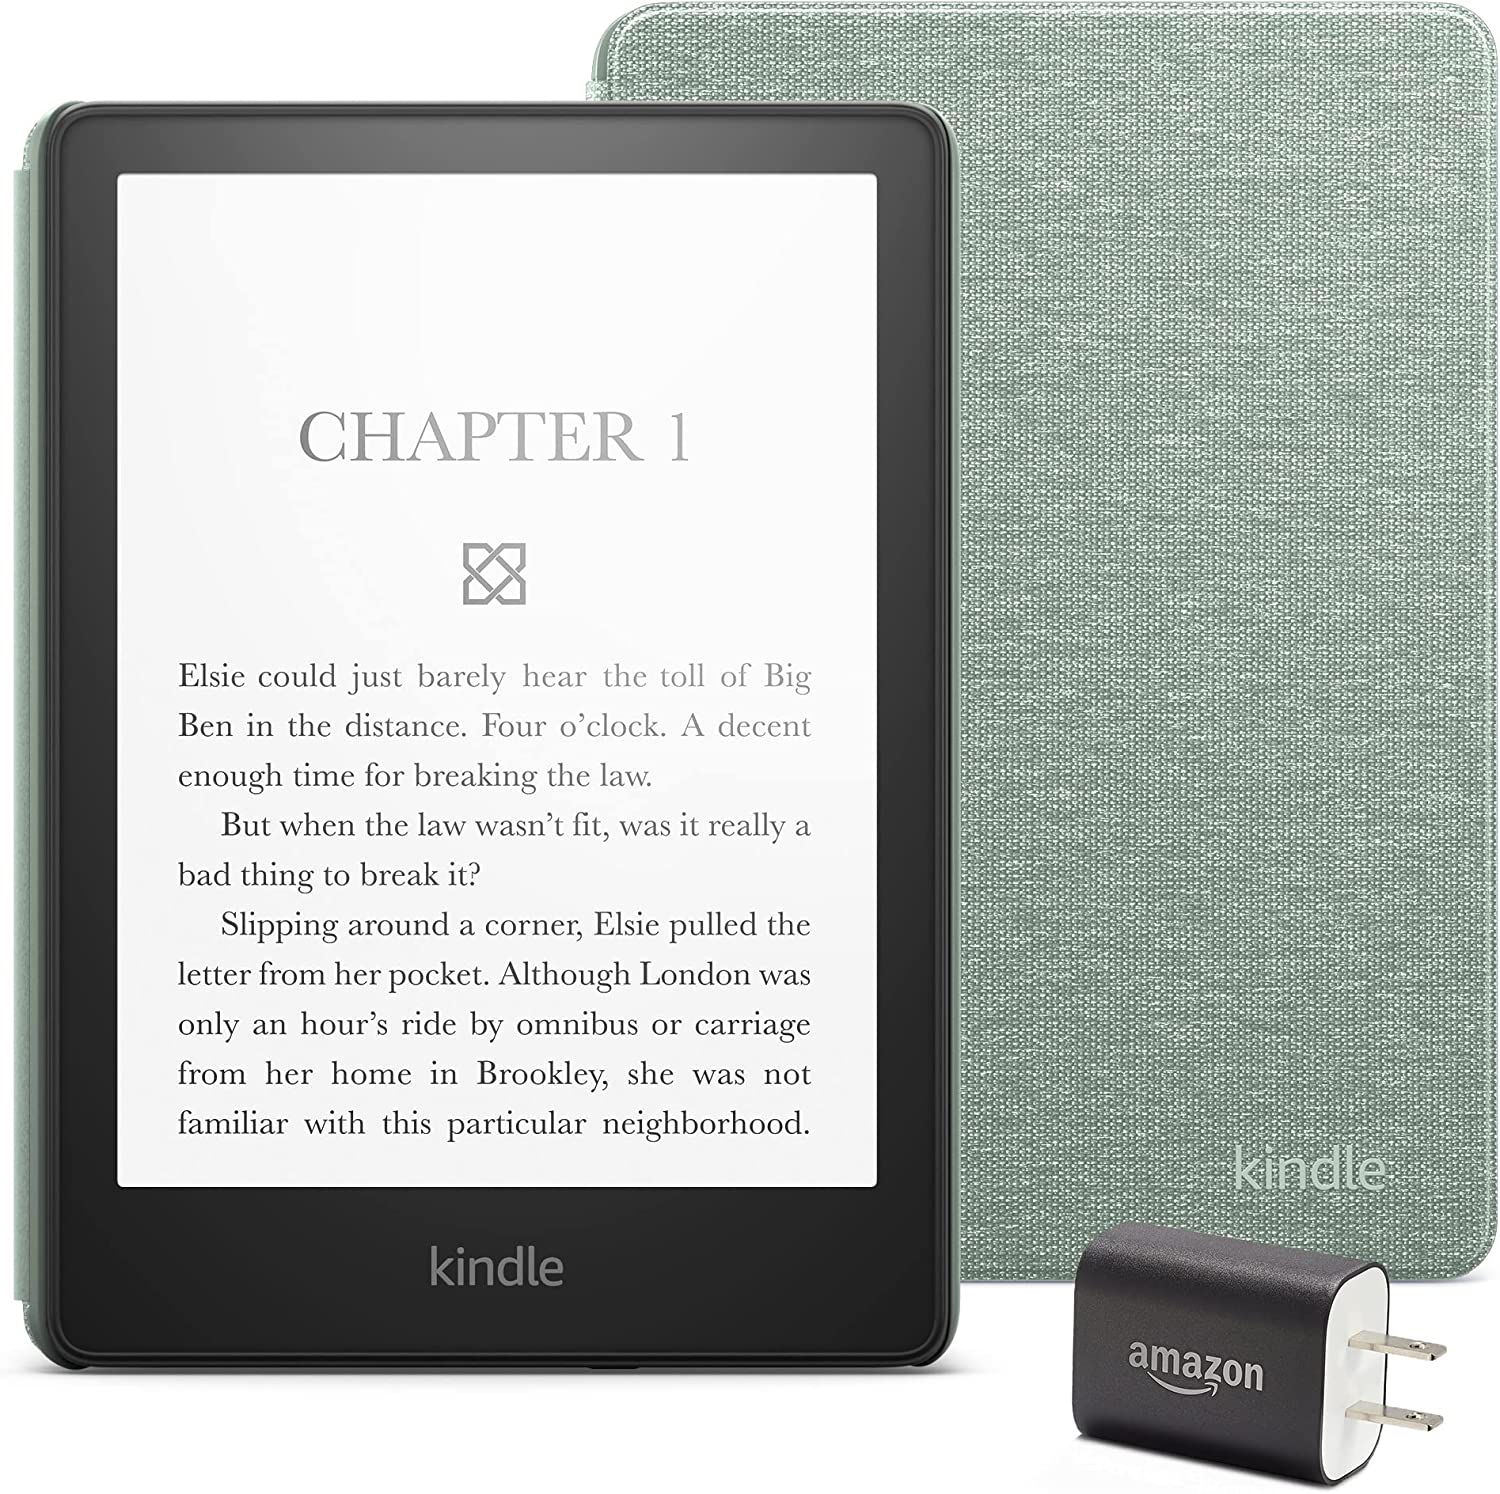 CHAPTER 1
Elsie could just barely hear the toll of Big
Ben in the distance. Four o’clock. A decent
enough time for breaking the law.
But when the law wasn’t fit, was it really a
bad thing to break it?
Slipping around a corner, Elsie pulled the
letter from her pocket. Although London was
only an hour’s ride by omnibus or carriage
from her home in Brookley, she was not
familiar with this particular neighborhood.
kindle
kindle
amazon